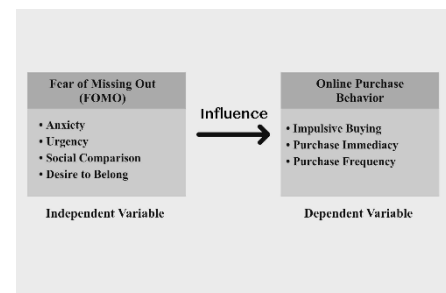 Fear of Missing Out
(FOMO)
• Anxiety
• Urgency
• Social Comparison
• Desire to Belong
Independent Variable
Influence
Online Purchase
Behavior
• Impulsive Buying
• Purchase Immediacy
• Purchase Frequency
Dependent Variable